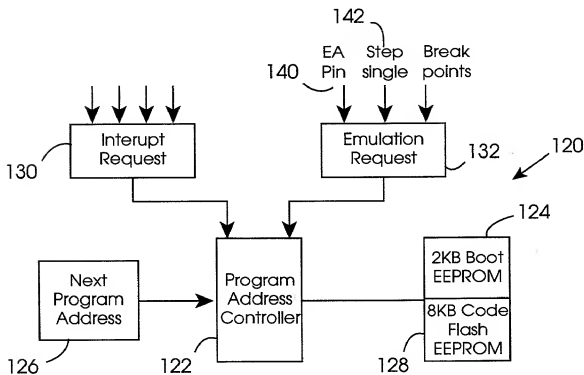 142
EA Step Break
Pin single points
140
Interupt
Request
130
Emulation
Request
132
120
124
Next
Program
Address
126
Program
Address
Controller
122
2KB Boot
EEPROM
8KB Code
Flash
EEPROM
128